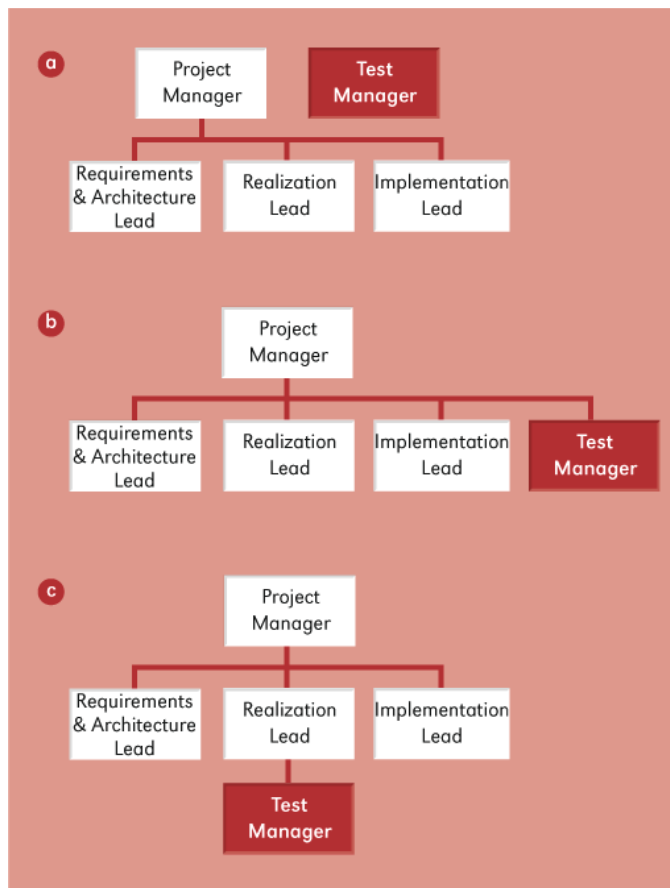 a
Project
Manager
Test
Manager
Requirements
& Architecture
Lead
Realization
Lead
Implementation
Lead
b
Project
Manager
Requirements
& Architecture
Lead
Realization
Lead
Implementation
Lead
Test
Manager
c
Project
Manager
Requirements
& Architecture
Lead
Realization
Lead
Implementation
Lead
Test
Manager